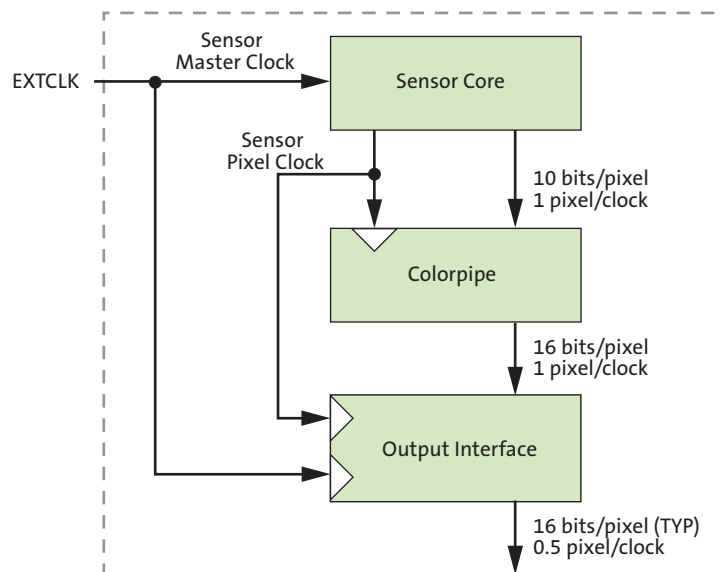 Sensor
Master Clock
EXTCLK
Sensor Core
Sensor
Pixel Clock
10 bits/pixel
1 pixel/clock
Colorpipe
16 bits/pixel
1 pixel/clock
Output Interface
16 bits/pixel (TYP)
0.5 pixel/clock